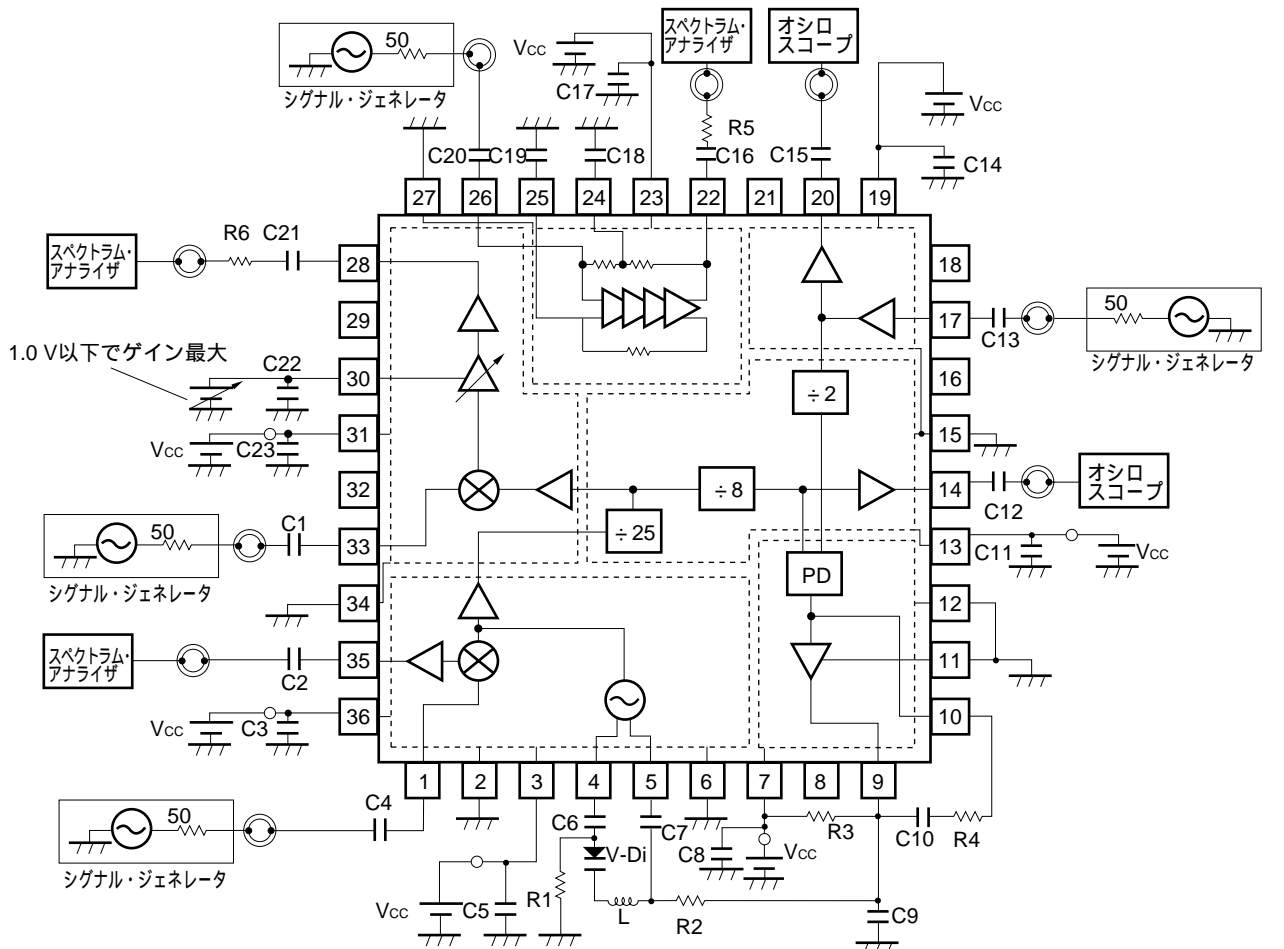 50
シグナル・ジェネレータ
Vcc
C17
スペクトラム・
アナライザ
オシロ
スコープ
R5
Vcc
C14
C20
C19
C18
C16
C15
27
26
25
24
23
22
21
20
19
スペクトラム・
アナライザ
R6
C21
28
18
29
17
C13
50
シグナル・ジェネレータ
1.0 V以下でゲイン最大
C22
30
16
÷2
Vcc
C23
31
15
32
÷8
14
C12
オシロ
スコープ
50
シグナル・ジェネレータ
C1
33
÷25
13
C11
Vcc
34
PD
12
スペクトラム・
アナライザ
C2
35
11
Vcc
C3
36
10
1
2
3
4
5
6
7
8
9
50
シグナル・ジェネレータ
C4
C6
C7
R3
C10
R4
V-Di
C8
Vcc
Vcc
C5
R1
L
R2
C9